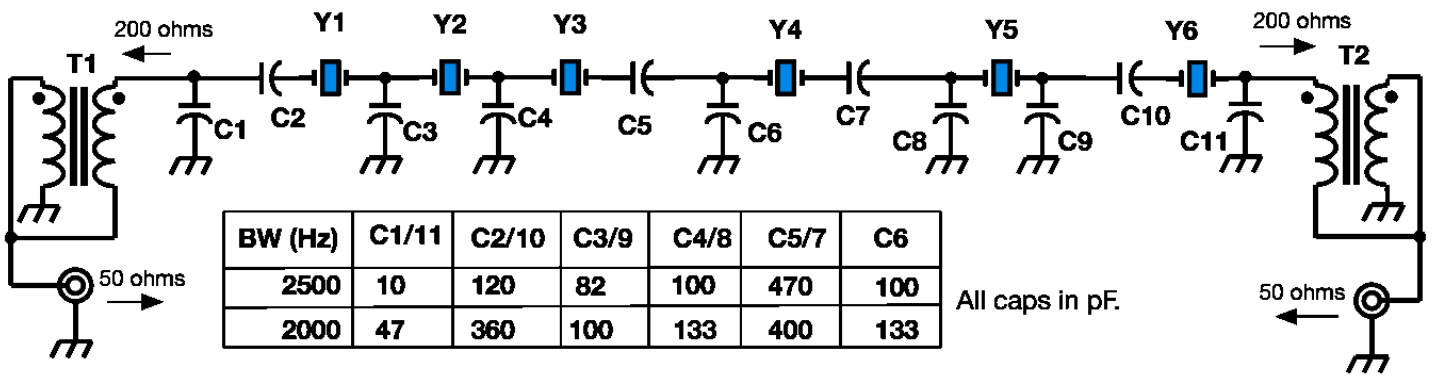 200 ohms
Y1
Y2
Y3
Y4
Y5
Y6
200 ohms
T1
T2
C1
C2
C3
C4
C5
C6
C7
C8
C9
C10
C11
BW (Hz) C1/11 C2/10 C3/9 C4/8 C5/7 C6
2500 10 120 82 100 470 100
2000 47 360 100 133 400 133
All caps in pF.
50 ohms
50 ohms